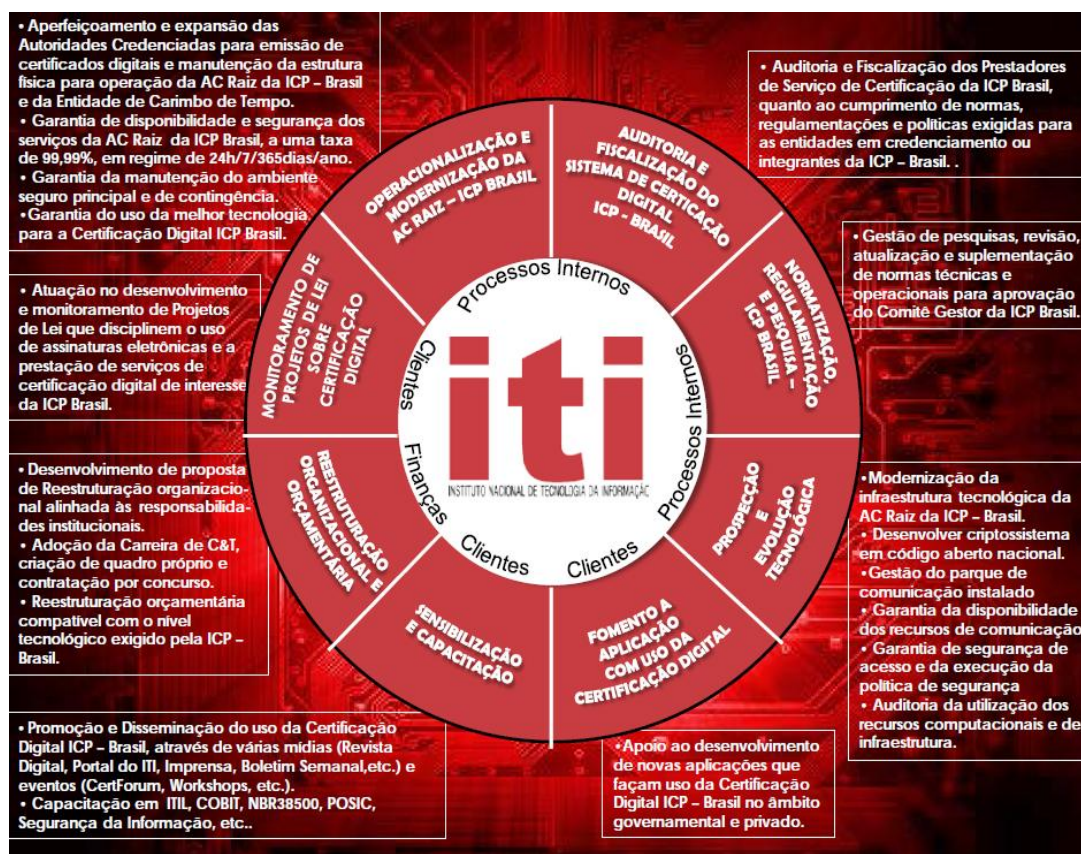 • Aperfeiçoamento e expansão das
Autoridades Credenciadas para emissão de
certificados digitais e manutenção da estrutura
física para operação da AC Raiz da ICP – Brasil
e da Entidade de Carimbo de Tempo.
• Garantia de disponibilidade e segurança dos
serviços da AC Raiz da ICP Brasil, a uma taxa
de 99,99%, em regime de 24h/7/365dias/ano.
• Garantia da manutenção do ambiente
seguro principal e de contingência.
•Garantia do uso da melhor tecnologia
para a Certificação Digital ICP Brasil.
• Auditoria e Fiscalização dos Prestadores
de Serviço de Certificação da ICP Brasil,
quanto ao cumprimento de normas,
regulamentações e políticas exigidas para
as entidades em credenciamento ou
integrantes da ICP – Brasil. .
OPERACIONALIZAÇÃO E
MODERNIZAÇÃO DA
AC RAIZ – ICP BRASIL
AUDITORIA E
FISCALIZAÇÃO DO
SISTEMA DE CERTICAÇÃO
DIGITAL
ICP - BRASIL
• Gestão de pesquisas, revisão,
atualização e suplementação
de normas técnicas e
operacionais para aprovação
do Comitê Gestor da ICP Brasil.
NORMATIZAÇÃO,
REGULAMENTAÇÃO
E PESQUISA –
ICP BRASIL
• Atuação no desenvolvimento
e monitoramento de Projetos
de Lei que disciplinem o uso
de assinaturas eletrônicas e a
prestação de serviços de
certificação digital de interesse
da ICP Brasil.
MONITORAMENTO DE
PROJETOS DE LEI
SOBRE
CERTIFICAÇÃO
DIGITAL
Processos Internos
Clientes
Processos Internos
iti
INSTITUTO NACIONAL DE TECNOLOGIA DA INFORMAÇÃO
Finanças
Clientes
Clientes
• Desenvolvimento de proposta
de Reestruturação organizacio-
nal alinhada às responsabilida-
des institucionais.
• Adoção da Carreira de C&T,
criação de quadro próprio e
contratação por concurso.
• Reestruturação orçamentária
compatível com o nível
tecnológico exigido pela ICP –
Brasil.
REESTRUTURAÇÃO
ORGANIZACIONAL E
ORÇAMENTÁRIA
PROSPECÇÃO
E
EVOLUÇÃO
TECNOLÓGICA
• Modernização da
infraestrutura tecnológica da
AC Raiz da ICP – Brasil.
• Desenvolver criptossistema
em código aberto nacional.
•Gestão do parque de
comunicação instalado
• Garantia da disponibilidade
dos recursos de comunicação
• Garantia de segurança de
acesso e da execução da
política de segurança
• Auditoria da utilização dos
recursos computacionais e de
infraestrutura.
SENSIBILIZAÇÃO
E CAPACITAÇÃO
FOMENTO A
APLICAÇÃO
COM USO DA
CERTIFICAÇÃO DIGITAL
• Promoção e Disseminação do uso da Certificação
Digital ICP – Brasil, através de várias mídias (Revista
Digital, Portal do ITI, Imprensa, Boletim Semanal,etc.) e
eventos (CertForum, Workshops, etc.).
• Capacitação em ITIL, COBIT, NBR38500, POSIC,
Segurança da Informação, etc..
•Apoio ao desenvolvimento
de novas aplicações que
façam uso da Certificação
Digital ICP – Brasil no âmbito
governamental e privado.